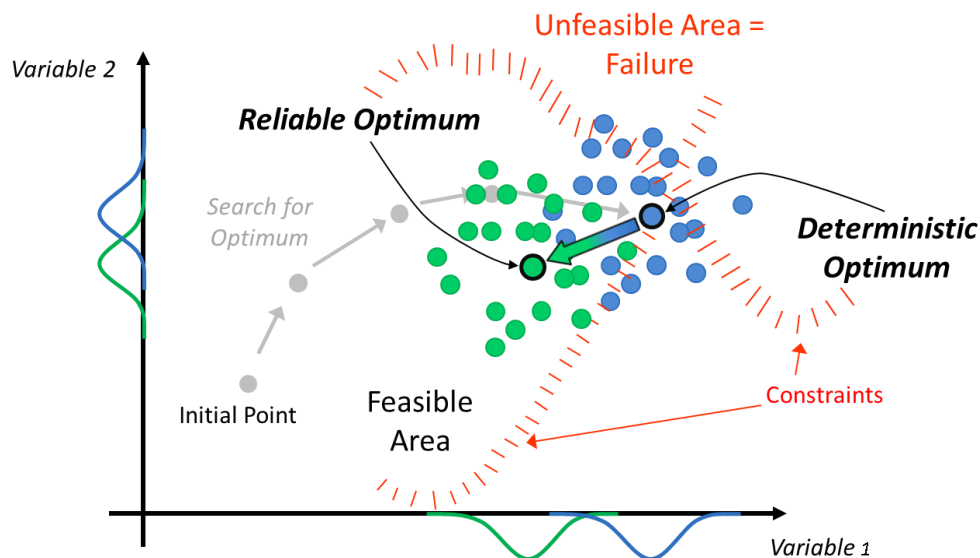 Unfeasible Area =
Failure
Variable 2
Reliable Optimum
Search for
Optimum
Deterministic
Optimum
Initial Point
Feasible
Area
Constraints
Variable 1